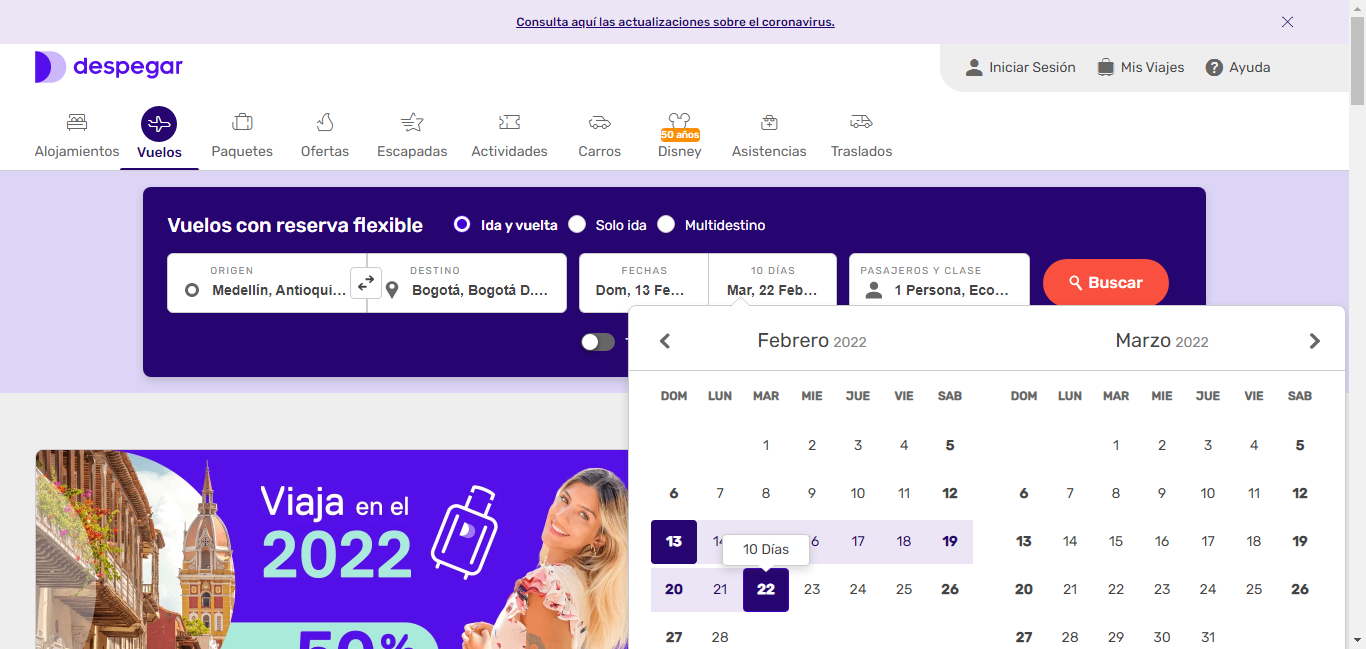 Consulta aquí las actualizaciones sobre el coronavirus.
despegar
Iniciar Sesión
Mis Viajes
Ayuda
Alojamientos
Vuelos
Paquetes
Ofertas
Escapadas
Actividades
Carros
50 años
Disney
Asistencias
Traslados
Vuelos con reserva flexible
Ida y vuelta
Solo ida
Multidestino
ORIGEN
Medellín, Antioqui...
DESTINO
Bogotá, Bogotá D....
FECHAS
Dom, 13 Fe...
10 DÍAS
Mar, 22 Feb...
PASAJEROS Y CLASE
1 Persona, Eco...
Buscar
Febrero 2022
DOM LUN MAR MIE JUE VIE SAB
1 2 3 4 5
6 7 8 9 10 11 12
13 17 18 19
10 Días
20 21 22 23 24 25 26
27 28
Marzo 2022
DOM LUN MAR MIE JUE VIE SAB
1 2 3 4 5
6 7 8 9 10 11 12
13 14 15 16 17 18 19
20 21 22 23 24 25 26
27 28 29 30 31
Viaja en el
2022
50%